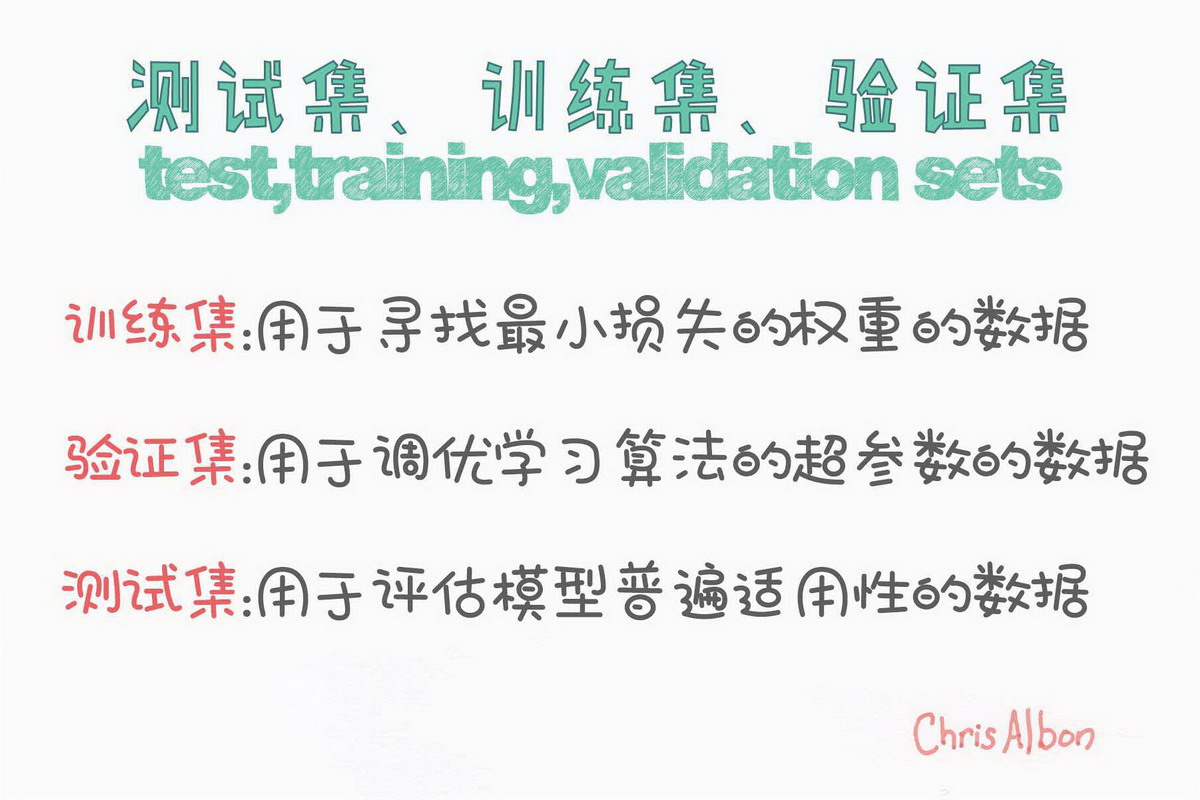 测试集、训练集、验证集
test,training,validation sets
训练集:用于寻找最小损失的权重的数据
验证集:用于调优学习算法的超参数的数据
测试集:用于评估模型普遍适用性的数据
Chris Albon